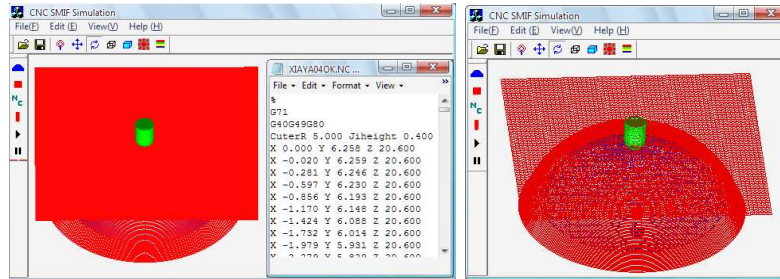 CNC SMIF Simulation
File(F) Edit (E) View(V) Help (H)
NC
XIAYA04OK.NC ...
File Edit Format View »
%
G71
G40G49G80
CuterR 5.000 Jiheight 0.400
X 0.000 Y 6.258 Z 20.600
X -0.020 Y 6.259 Z 20.600
X -0.281 Y 6.246 Z 20.600
X -0.597 Y 6.230 Z 20.600
X -0.856 Y 6.193 Z 20.600
X -1.170 Y 6.148 Z 20.600
X -1.424 Y 6.088 Z 20.600
X -1.732 Y 6.014 Z 20.600
X -1.979 Y 5.931 Z 20.600
CNC SMIF Simulation
File(F) Edit (E) View(V) Help (H)
NC